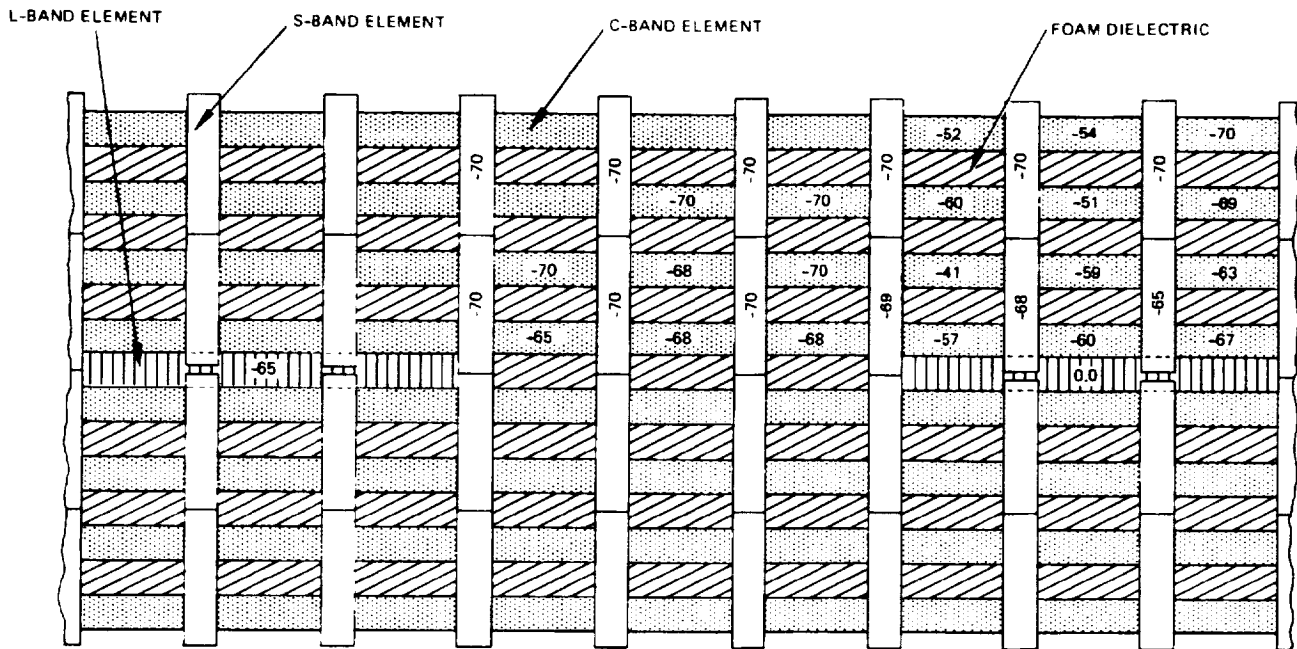 L-BAND ELEMENT
S-BAND ELEMENT
C-BAND ELEMENT
FOAM DIELECTRIC
-52 -54 -70
-70 -70 -70 -70 -70 -70
-70 -70 -60 -51 -69
-70 -68 -70 -41 -59 -63
-70 -70 -70 -69 -68 -65
-65 -68 -68 -57 -60 -67
-65 0.0